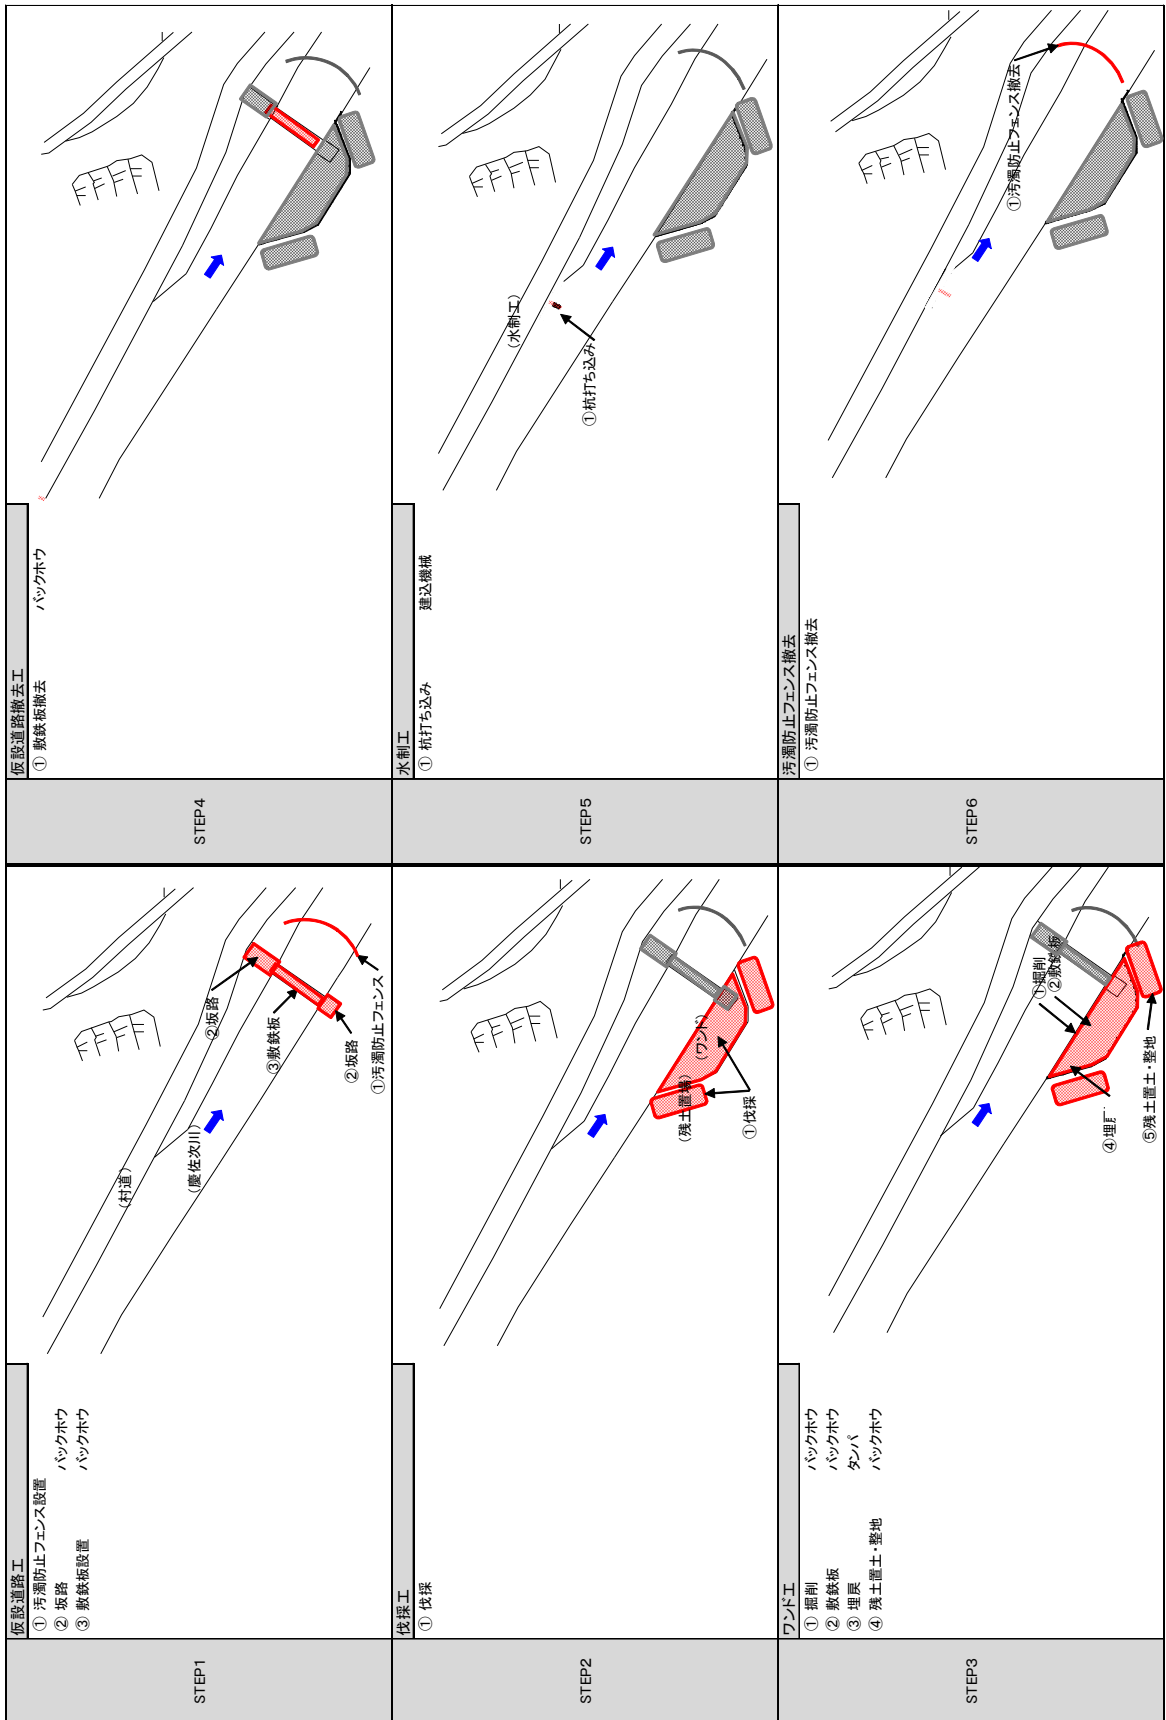 STEP1
仮設道路工
① 汚濁防止フェンス設置
② 坂路 バックホウ
③ 敷鉄板設置 バックホウ
(村道)
(慶佐次川)
②坂路
③敷鉄板
②坂路
①汚濁防止フェンス
STEP2
伐採工
① 伐採
(残土置場)
(ワンド)
①伐採
STEP3
ワンド工
① 掘削 バックホウ
② 敷鉄板 バックホウ
③ 埋戻 タンパ
④ 残土置土・整地 バックホウ
①掘削
②敷鉄板
④埋戸
⑤残土置土・整地
STEP4
仮設道路撤去工
① 敷鉄板撤去 バックホウ
STEP5
水制工
① 杭打ち込み 建込機械
(水制工)
①杭打ち込み
STEP6
汚濁防止フェンス撤去
① 汚濁防止フェンス撤去
①汚濁防止フェンス撤去